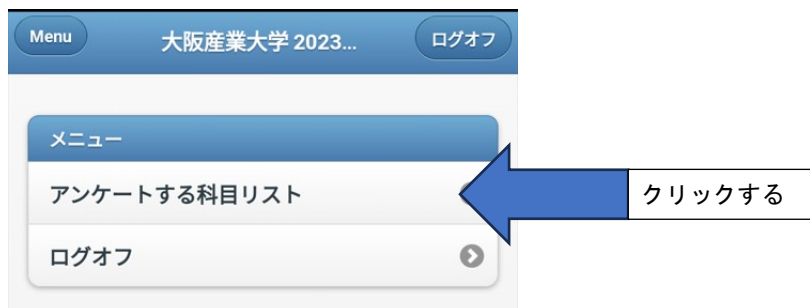 Menu
大阪産業大学 2023...
ログオフ
メニュー
アンケートする科目リスト
クリックする
ログオフ